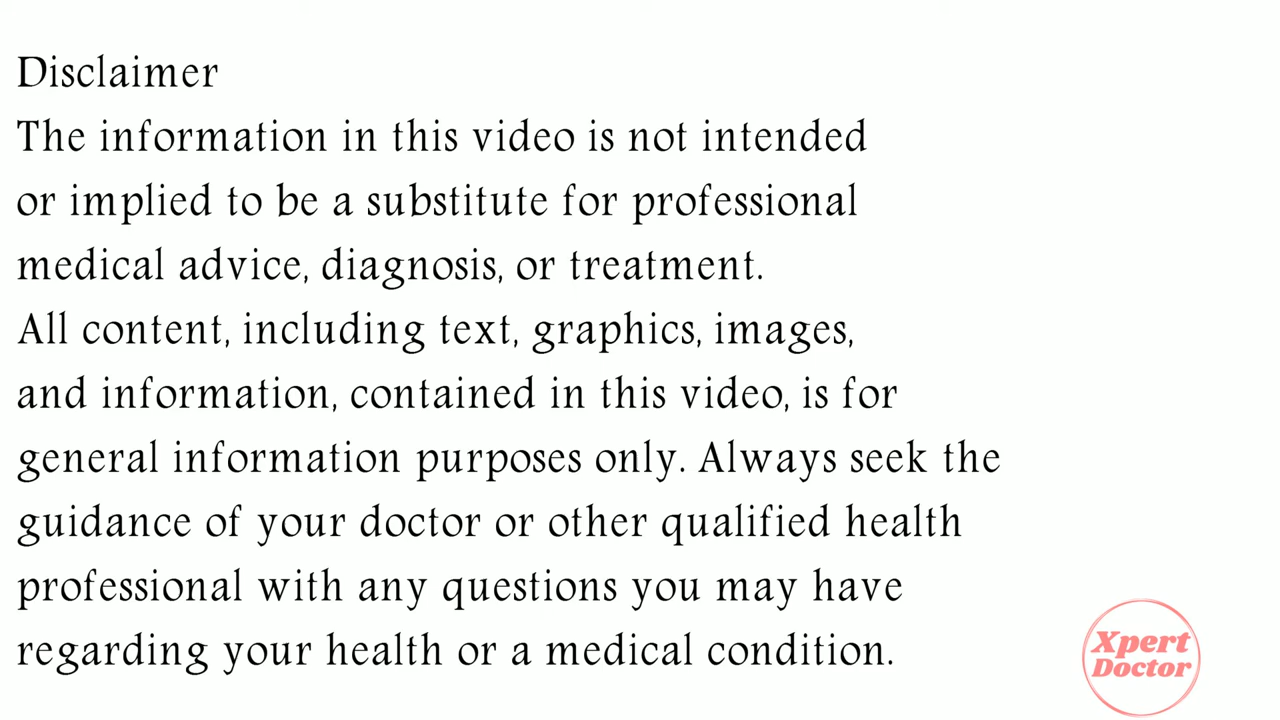 Disclaimer
The information in this video is not intended
or implied to be a substitute for professional
medical advice, diagnosis, or treatment.
All content, including text, graphics, images,
and information, contained in this video, is for
general information purposes only. Always seek the
guidance of your doctor or other qualified health
professional with any questions you may have
regarding your health or a medical condition.
Xpert
Doctor